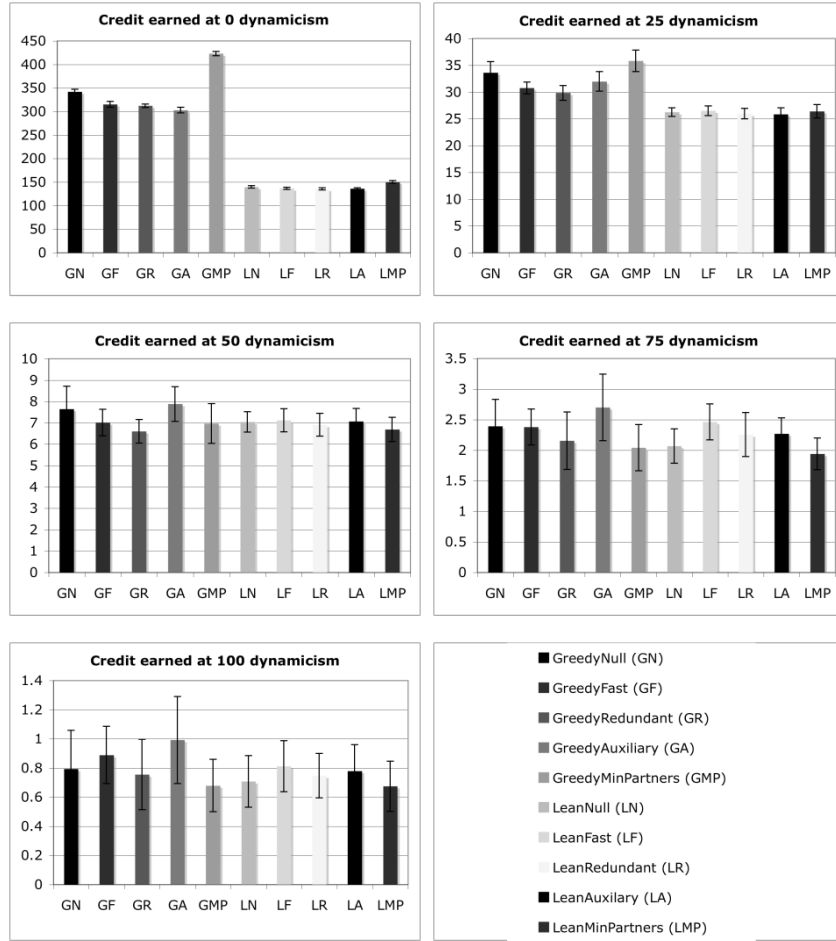 Credit earned at 0 dynamicism
450
400
350
300
250
200
150
100
50
0
GN GF GR GA GMP LN LF LR LA LMP
Credit earned at 25 dynamicism
40
35
30
25
20
15
10
5
0
GN GF GR GA GMP LN LF LR LA LMP
Credit earned at 50 dynamicism
10
9
8
7
6
5
4
3
2
1
0
GN GF GR GA GMP LN LF LR LA LMP
Credit earned at 75 dynamicism
3.5
3
2.5
2
1.5
1
0.5
0
GN GF GR GA GMP LN LF LR LA LMP
Credit earned at 100 dynamicism
1.4
1.2
1
0.8
0.6
0.4
0.2
0
GN GF GR GA GMP LN LF LR LA LMP
GreedyNull (GN)
GreedyFast (GF)
GreedyRedundant (GR)
GreedyAuxiliary (GA)
GreedyMinPartners (GMP)
LeanNull (LN)
LeanFast (LF)
LeanRedundant (LR)
LeanAuxilary (LA)
LeanMinPartners (LMP)